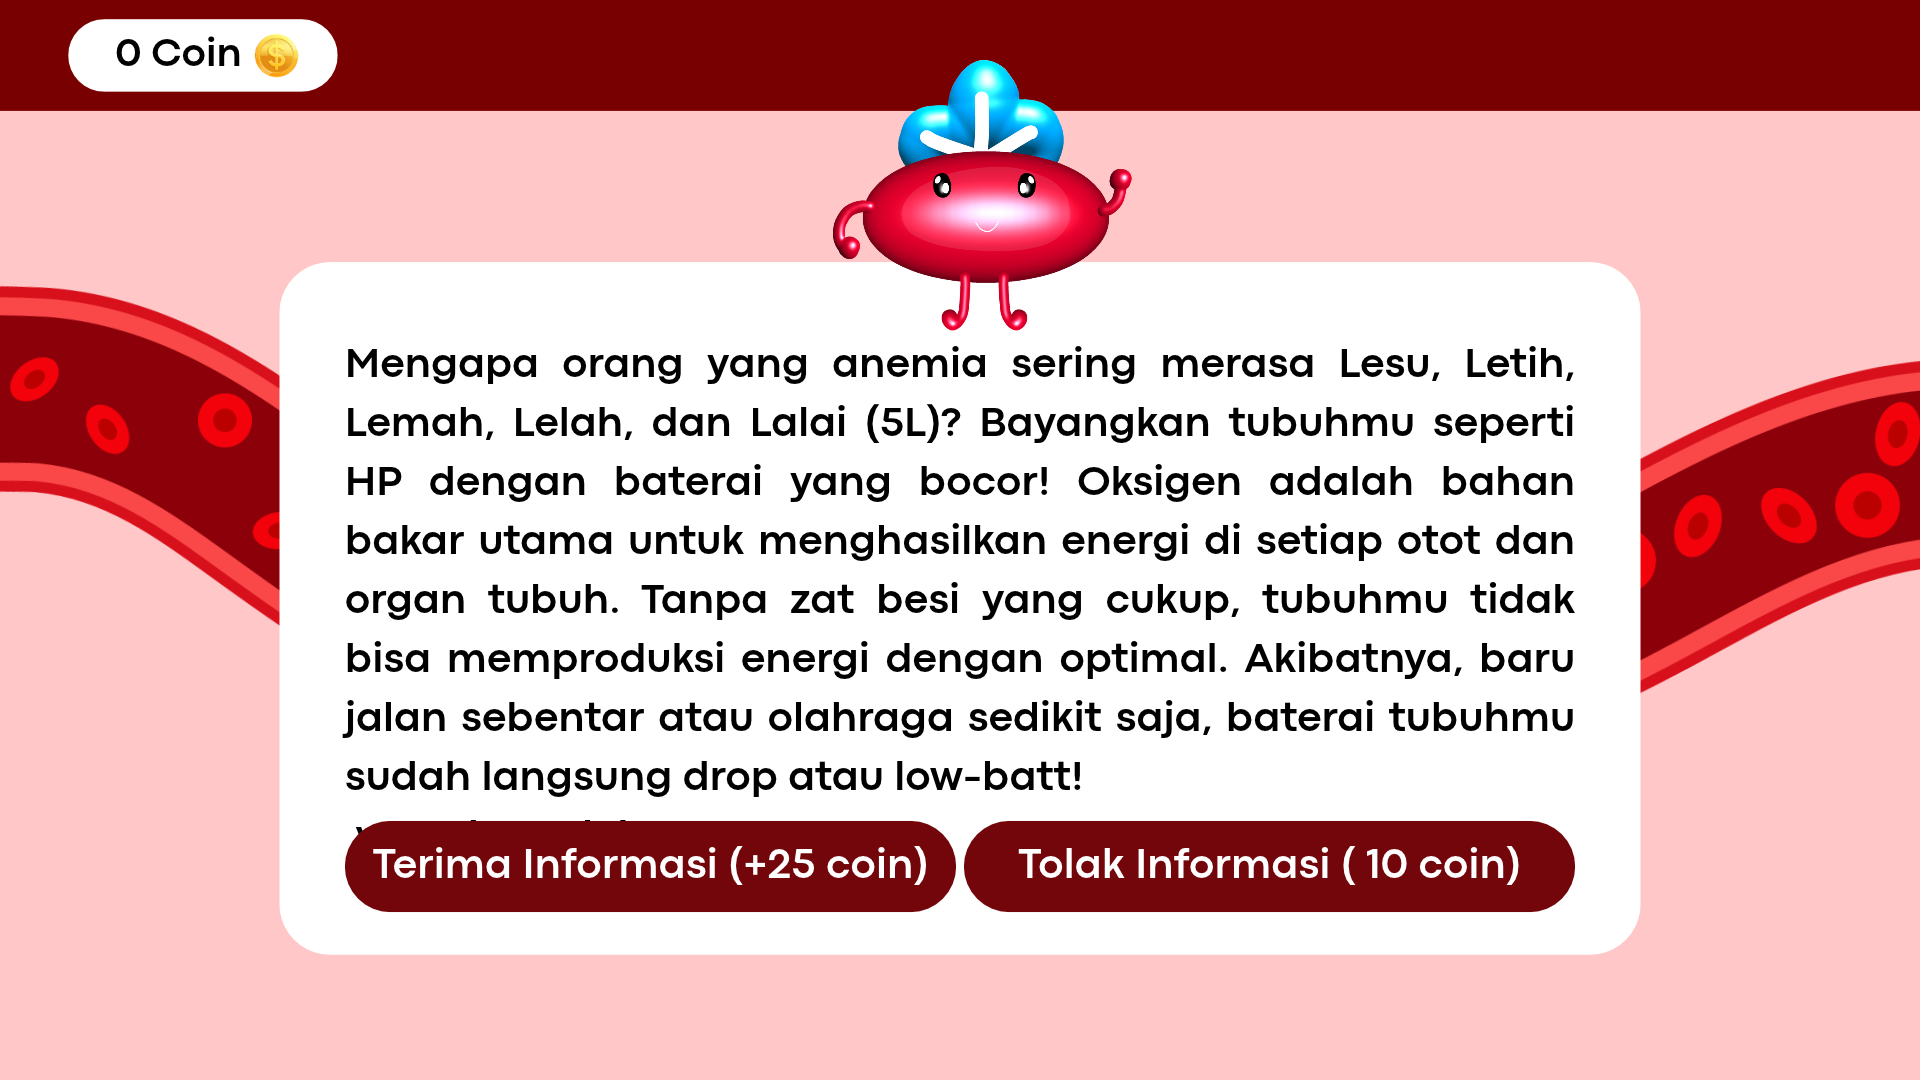 0 Coin
Mengapa orang yang anemia sering merasa Lesu, Letih,
Lemah, Lelah, dan Lalai (5L)? Bayangkan tubuhmu seperti
HP dengan baterai yang bocor! Oksigen adalah bahan
bakar utama untuk menghasilkan energi di setiap otot dan
organ tubuh. Tanpa zat besi yang cukup, tubuhmu tidak
bisa memproduksi energi dengan optimal. Akibatnya, baru
jalan sebentar atau olahraga sedikit saja, baterai tubuhmu
sudah langsung drop atau low-batt!
Terima Informasi (+25 coin)
Tolak Informasi ( 10 coin)